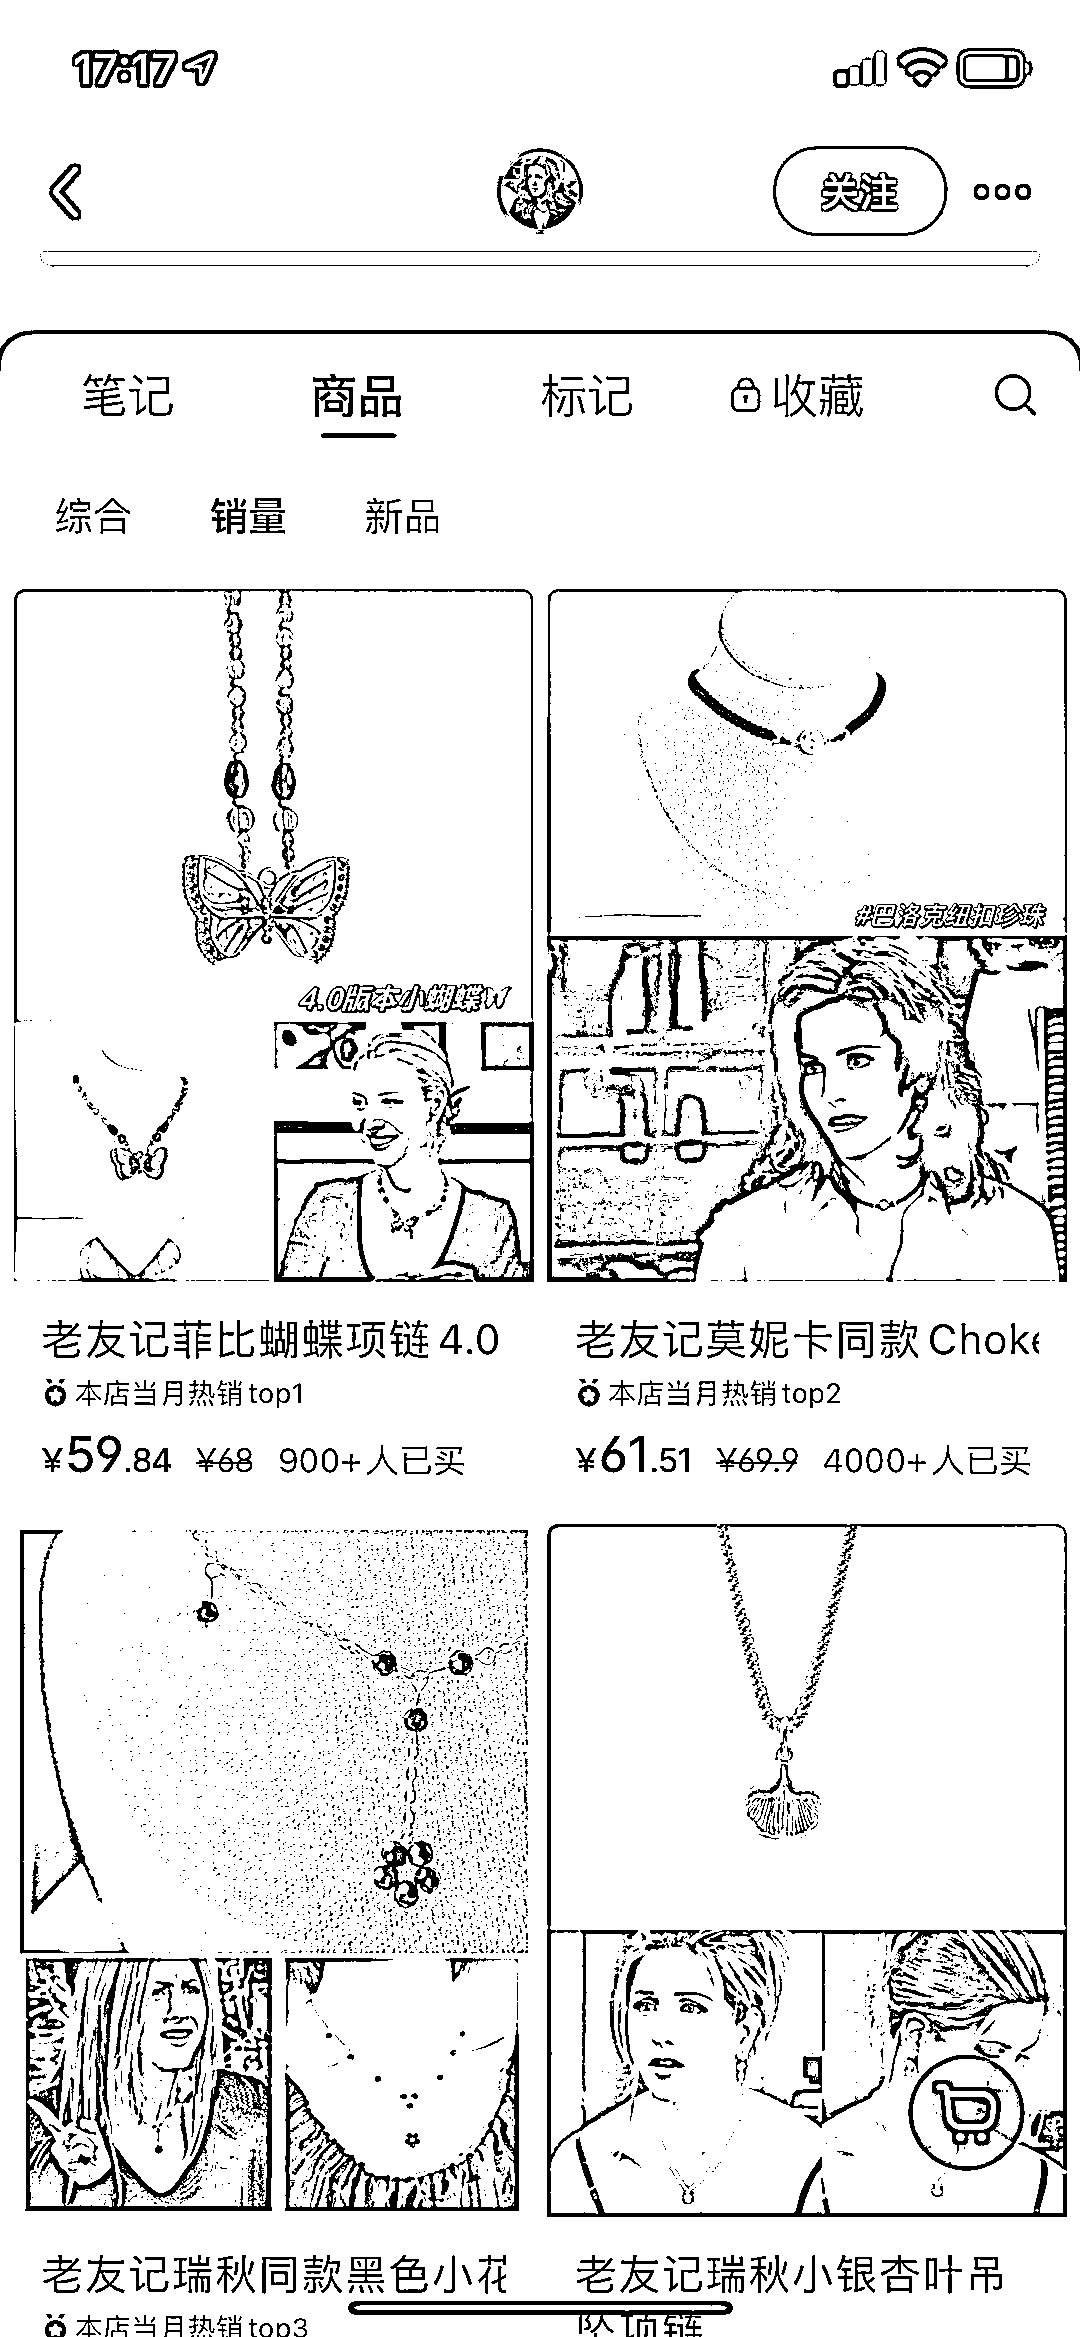 17:17
关注
笔记 商品 标记 收藏
综合 销量 新品
4.0版本小蝴蝶
#巴洛克纽扣珍珠
老友记菲比蝴蝶项链 4.0
本店当月热销top1
¥59.84 ¥68 900+人已买
老友记莫妮卡同款 Chok
本店当月热销top2
¥61.51 ¥69.9 4000+人已买
老友记瑞秋同款黑色小花
本店当月热销top3
老友记瑞秋小银杏叶吊
坠项链